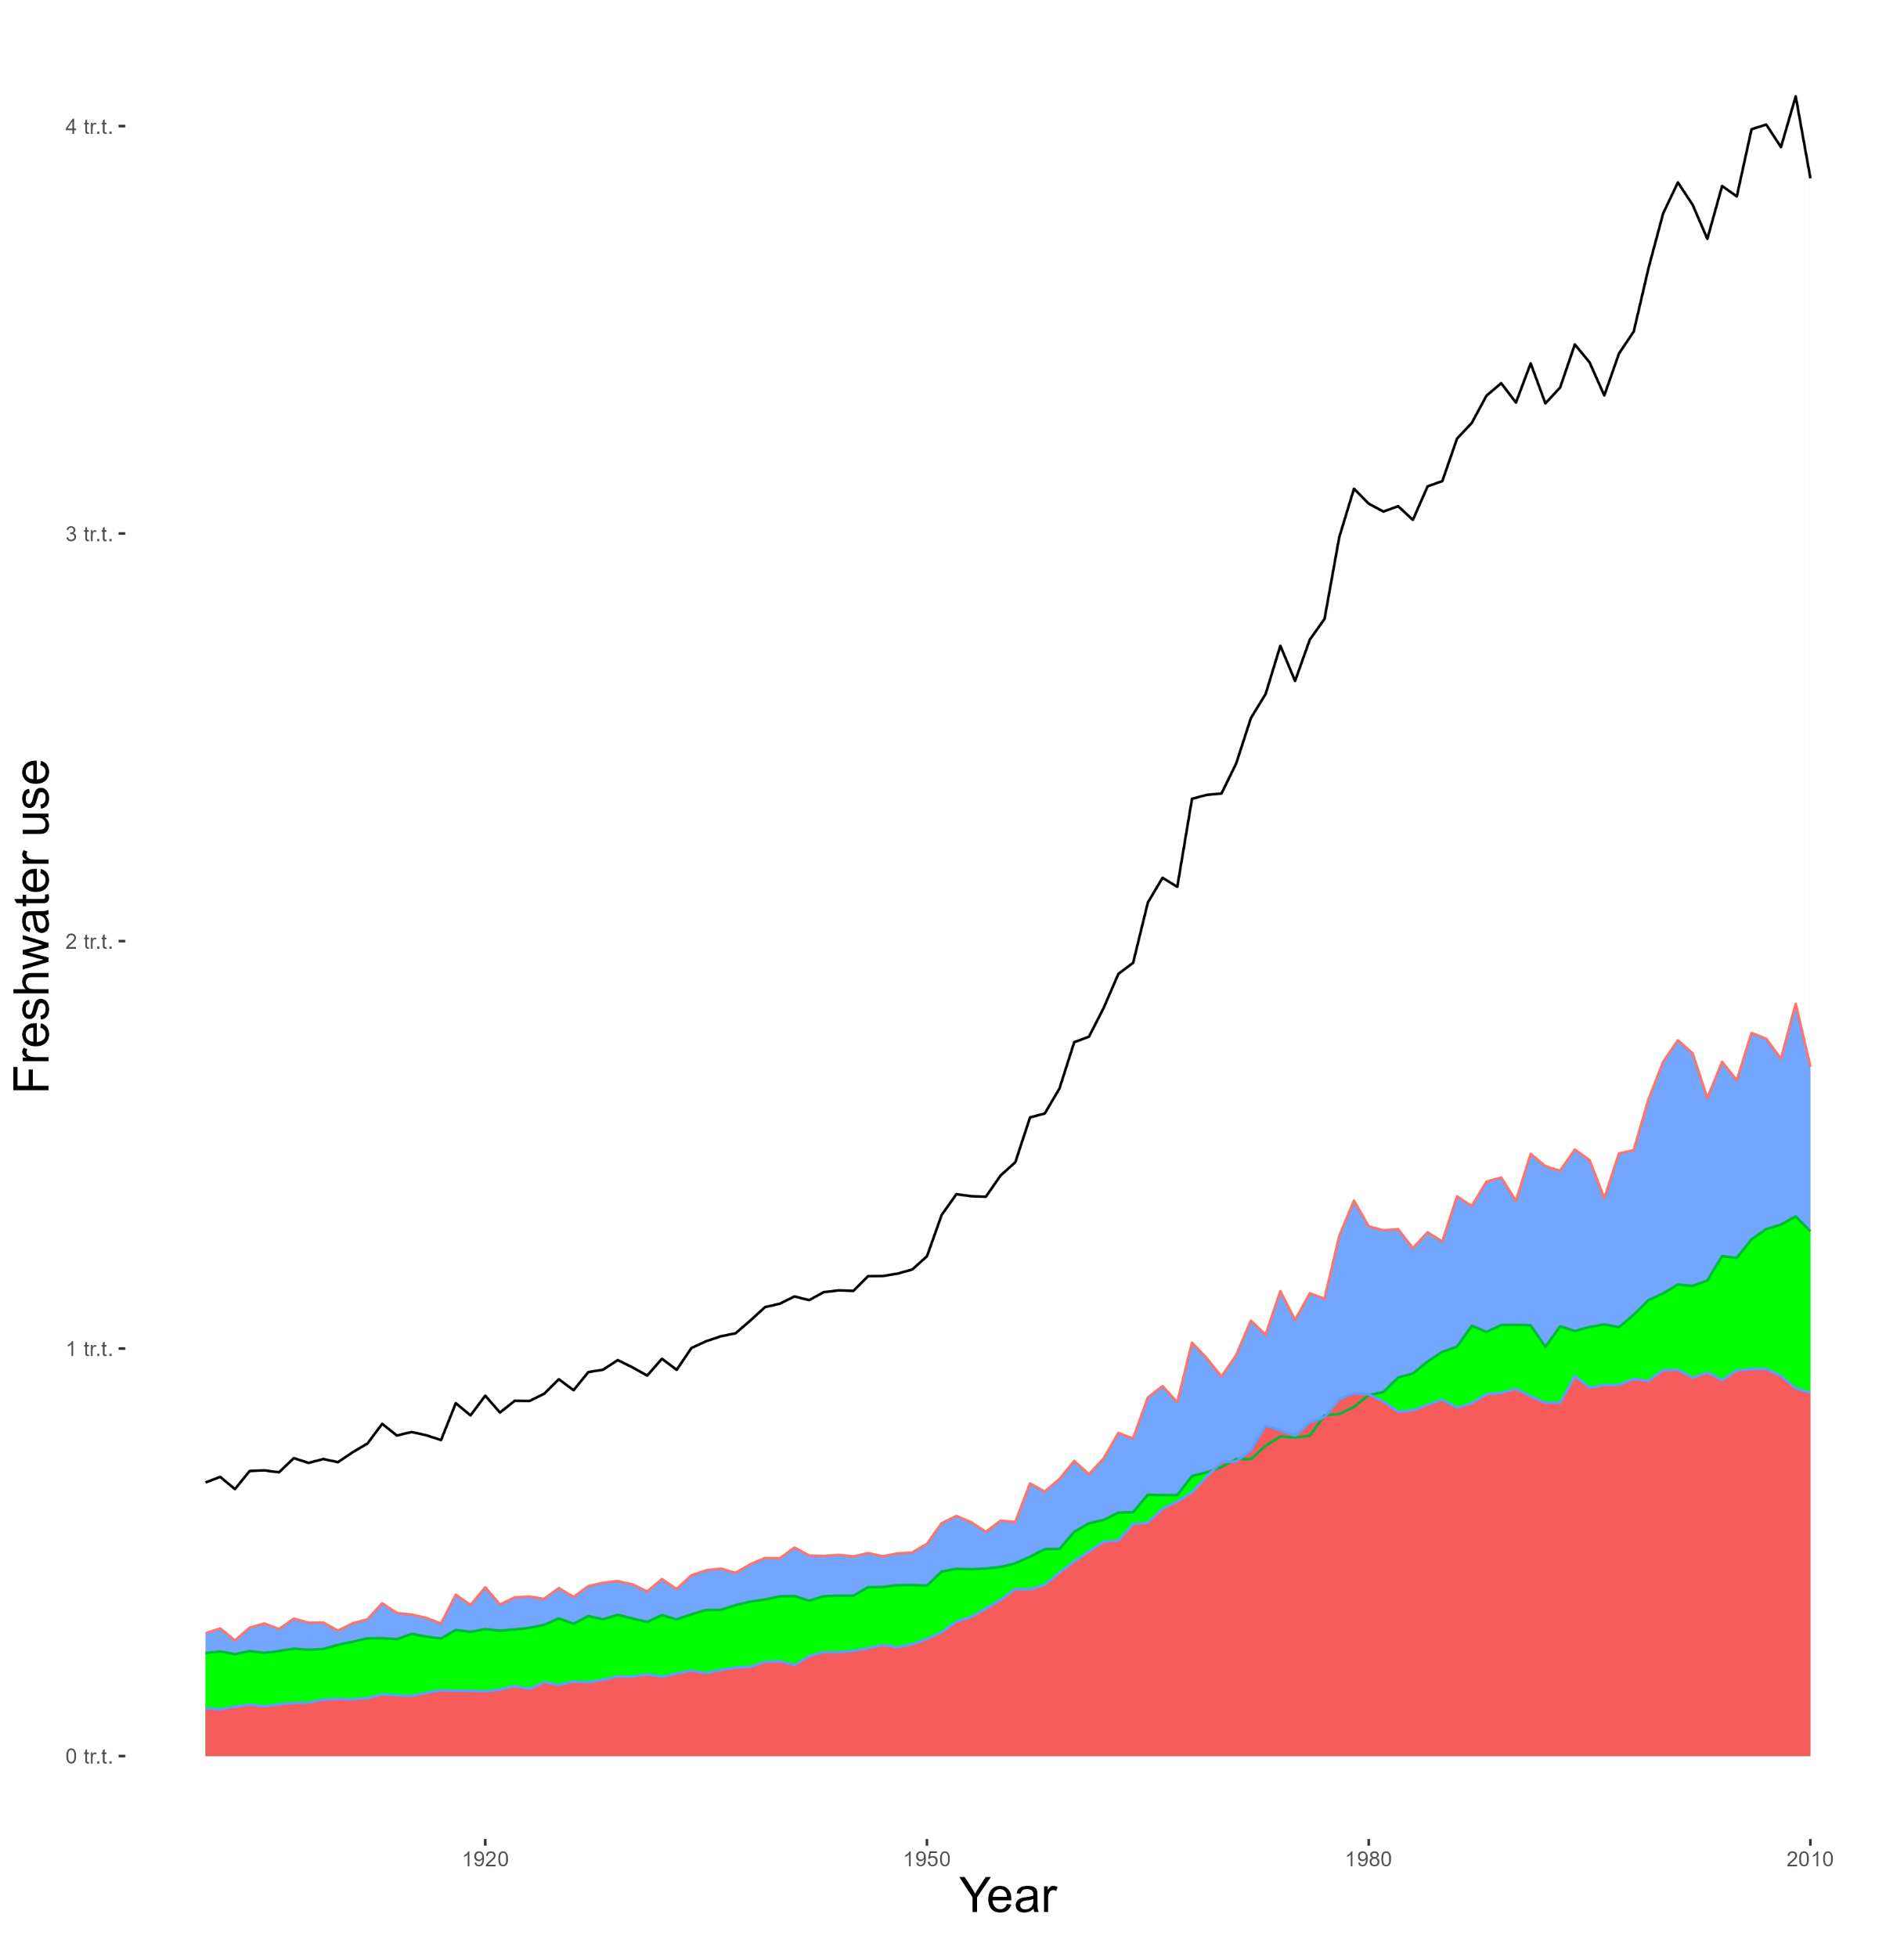 4 tr.t.
3 tr.t.
2 tr.t.
1 tr.t.
0 tr.t.
Freshwater use
1920
1950
1980
2010
Year